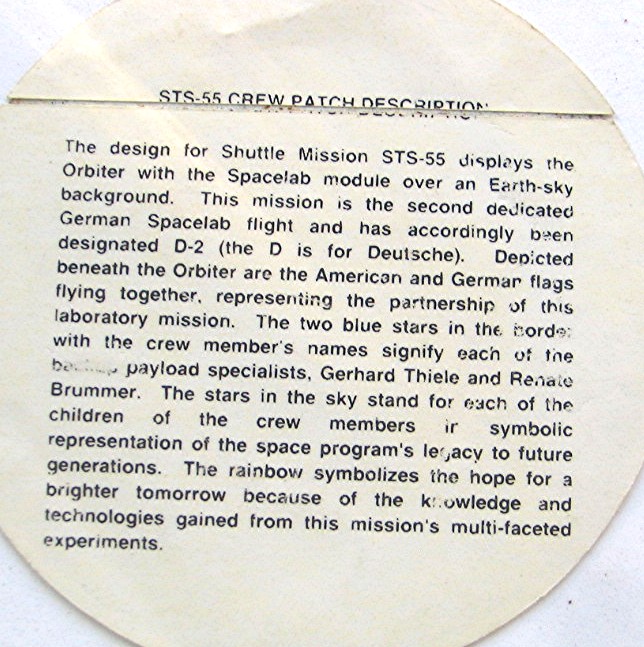 STS-55 CREW PATCH DESCRIPTION
The design for Shuttle Mission STS-55 displays the
Orbiter with the Spacelab module over an Earth-sky
background. This mission is the second dedicated
German Spacelab flight and has accordingly been
designated D-2 (the D is for Deutsche). Depicted
beneath the Orbiter are the American and German flags
flying together, representing the partnership of this
laboratory mission. The two blue stars in the border
with the crew member's names signify each of the
backup payload specialists, Gerhard Thiele and Renate
Brummer. The stars in the sky stand for each of the
children of the crew members in symbolic
representation of the space program's legacy to future
generations. The rainbow symbolizes the hope for a
brighter tomorrow because of the knowledge and
technologies gained from this mission's multi-faceted
experiments.